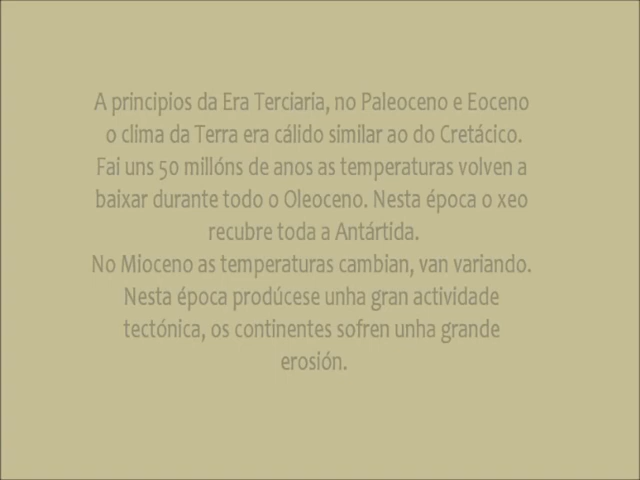 A principios da Era Terciaria, no Paleoceno e Eoceno
o clima da Terra era cálido similar ao do Cretácico.
Fai uns 50 millóns de anos as temperaturas volven a
baixar durante todo o Oleoceno. Nesta época o xeo
recubre toda a Antártida.
No Mioceno as temperaturas cambian, van variando.
Nesta época prodúcese unha gran actividade
tectónica, os continentes sofren unha grande
erosión.